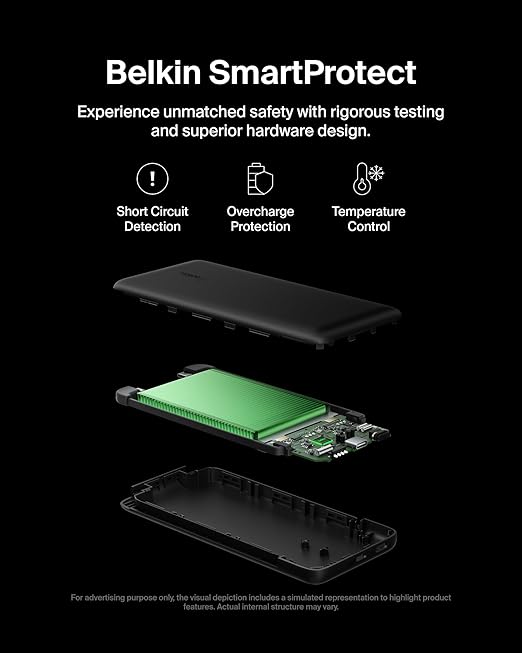 Belkin SmartProtect
Experience unmatched safety with rigorous testing
and superior hardware design.
Short Circuit
Detection
Overcharge
Protection
Temperature
Control
For advertising purpose only, the visual depiction includes a simulated representation to highlight product
features. Actual internal structure may vary.